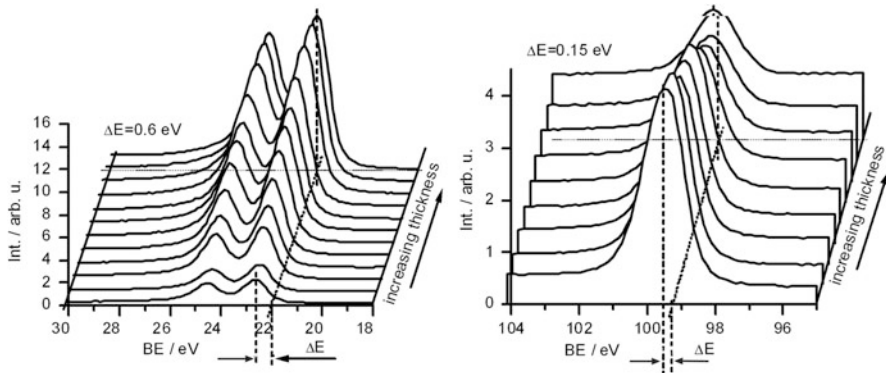 ΔE=0.6 eV
16
14
12
10
8
6
4
2
0
Int. / arb. u.
30 28 26 24 22 20 18
BE / eV
ΔE
increasing thickness
ΔE=0.15 eV
4
3
2
1
0
Int. / arb. u.
104 102 100 98 96
BE / eV
ΔE
increasing thickness